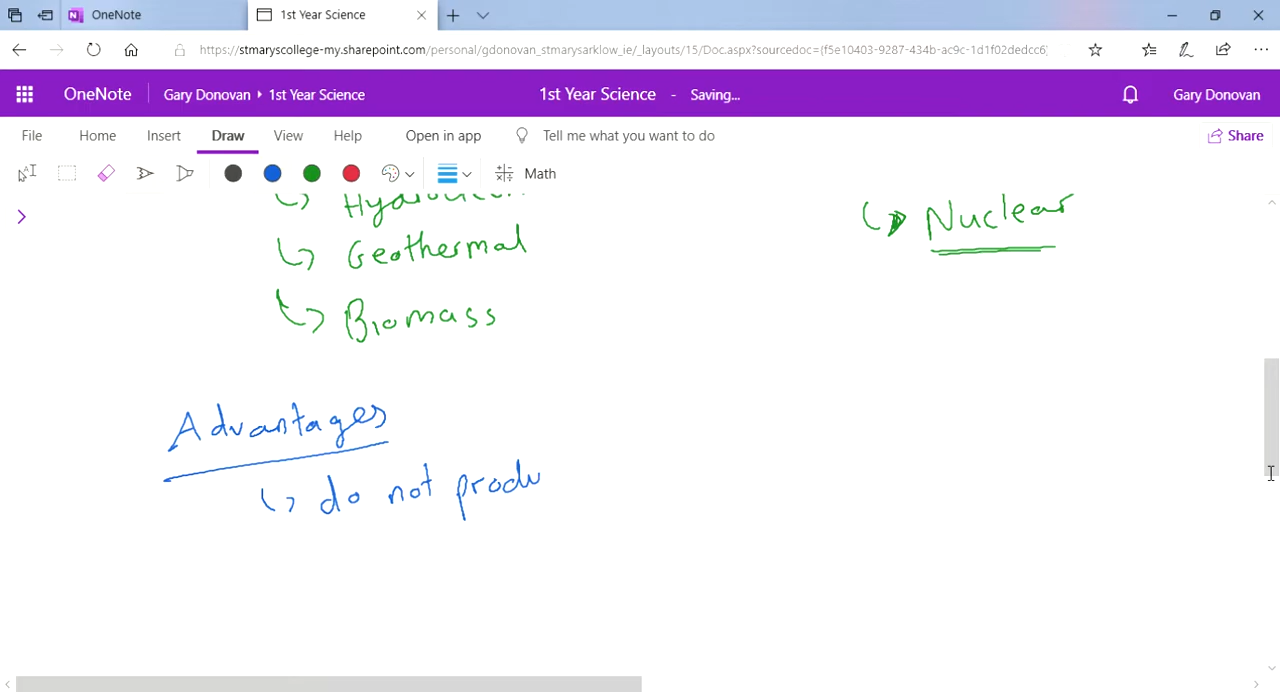 OneNote
1st Year Science
https://stmaryscollege-my.sharepoint.com/personal/gdonovan_stmarysarklow_ie/_layouts/15/Doc.aspx?sourcedoc={f5e10403-9287-434b-ac9c-1d1f02dedcc6}
OneNote Gary Donovan 1st Year Science 1st Year Science - Saving... Gary Donovan
File Home Insert Draw View Help Open in app Tell me what you want to do Share
Math
Nuclear
Geothermal
Biomass
Advantages
do not produ